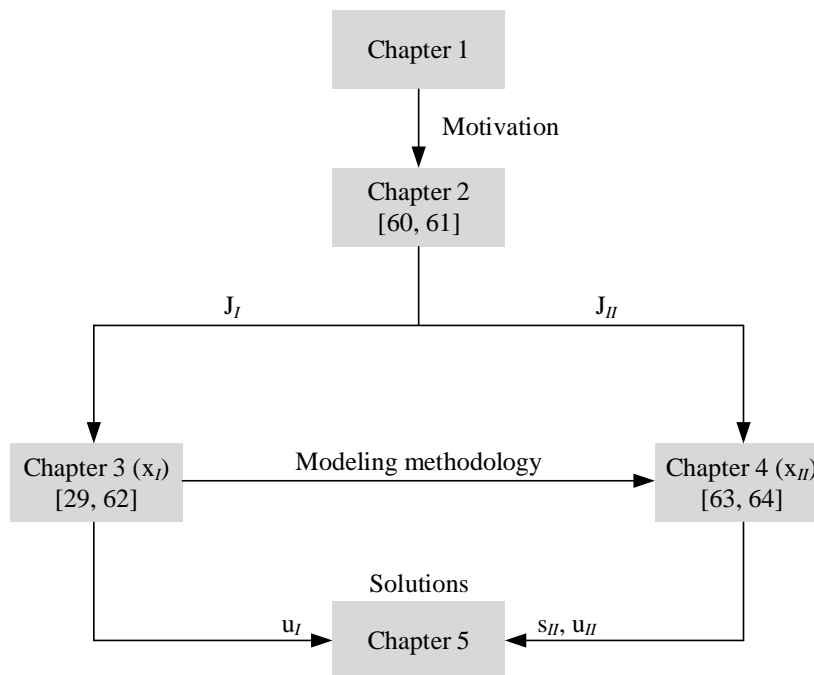 Chapter 1
Motivation
Chapter 2
[60, 61]
J_I
J_II
Chapter 3 (x_I)
[29, 62]
Modeling methodology
Chapter 4 (x_II)
[63, 64]
Solutions
u_I
Chapter 5
s_II, u_II